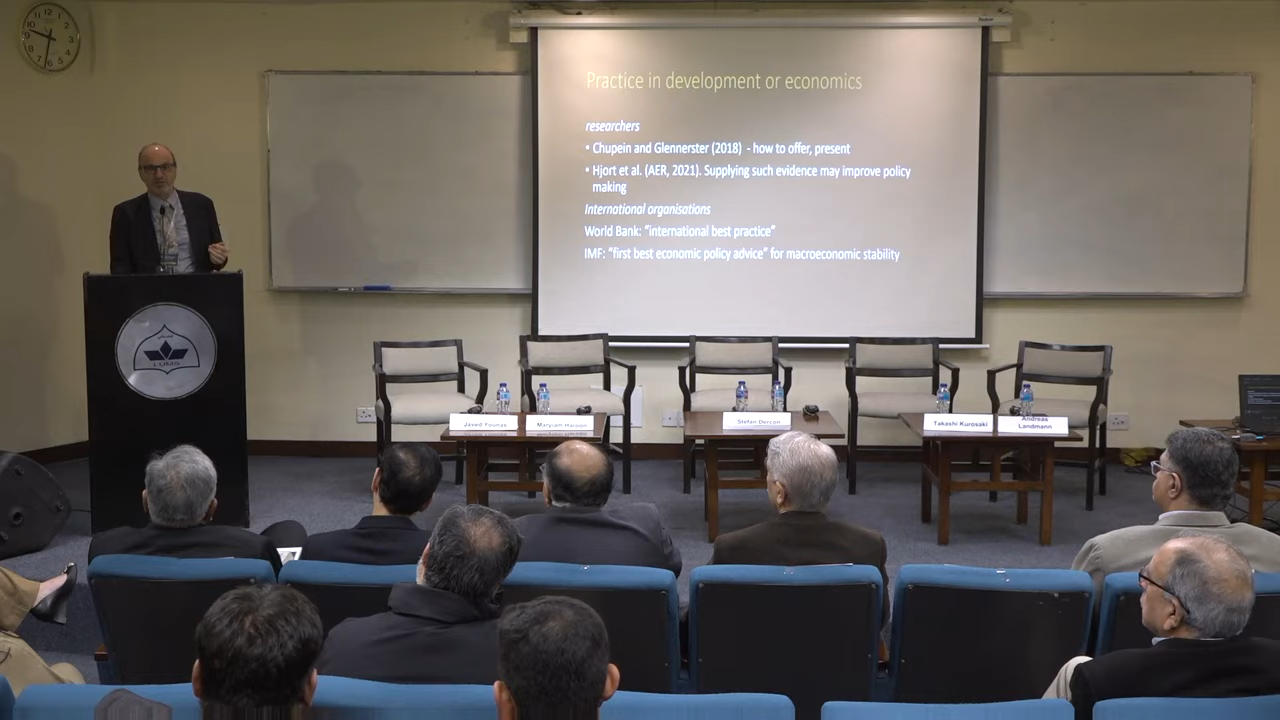 Practice in development or economics
researchers
• Chupein and Glennerster (2018) - how to offer, present
• Hjort et al. (AER, 2021). Supplying such evidence may improve policy
making
International organisations
World Bank: "international best practice"
IMF: "first best economic policy advice" for macroeconomic stability
LUMS
Javed Younas
Maryiam Haroon
Stefan Dercon
Takashi Kurosaki
Andreas
Landmann